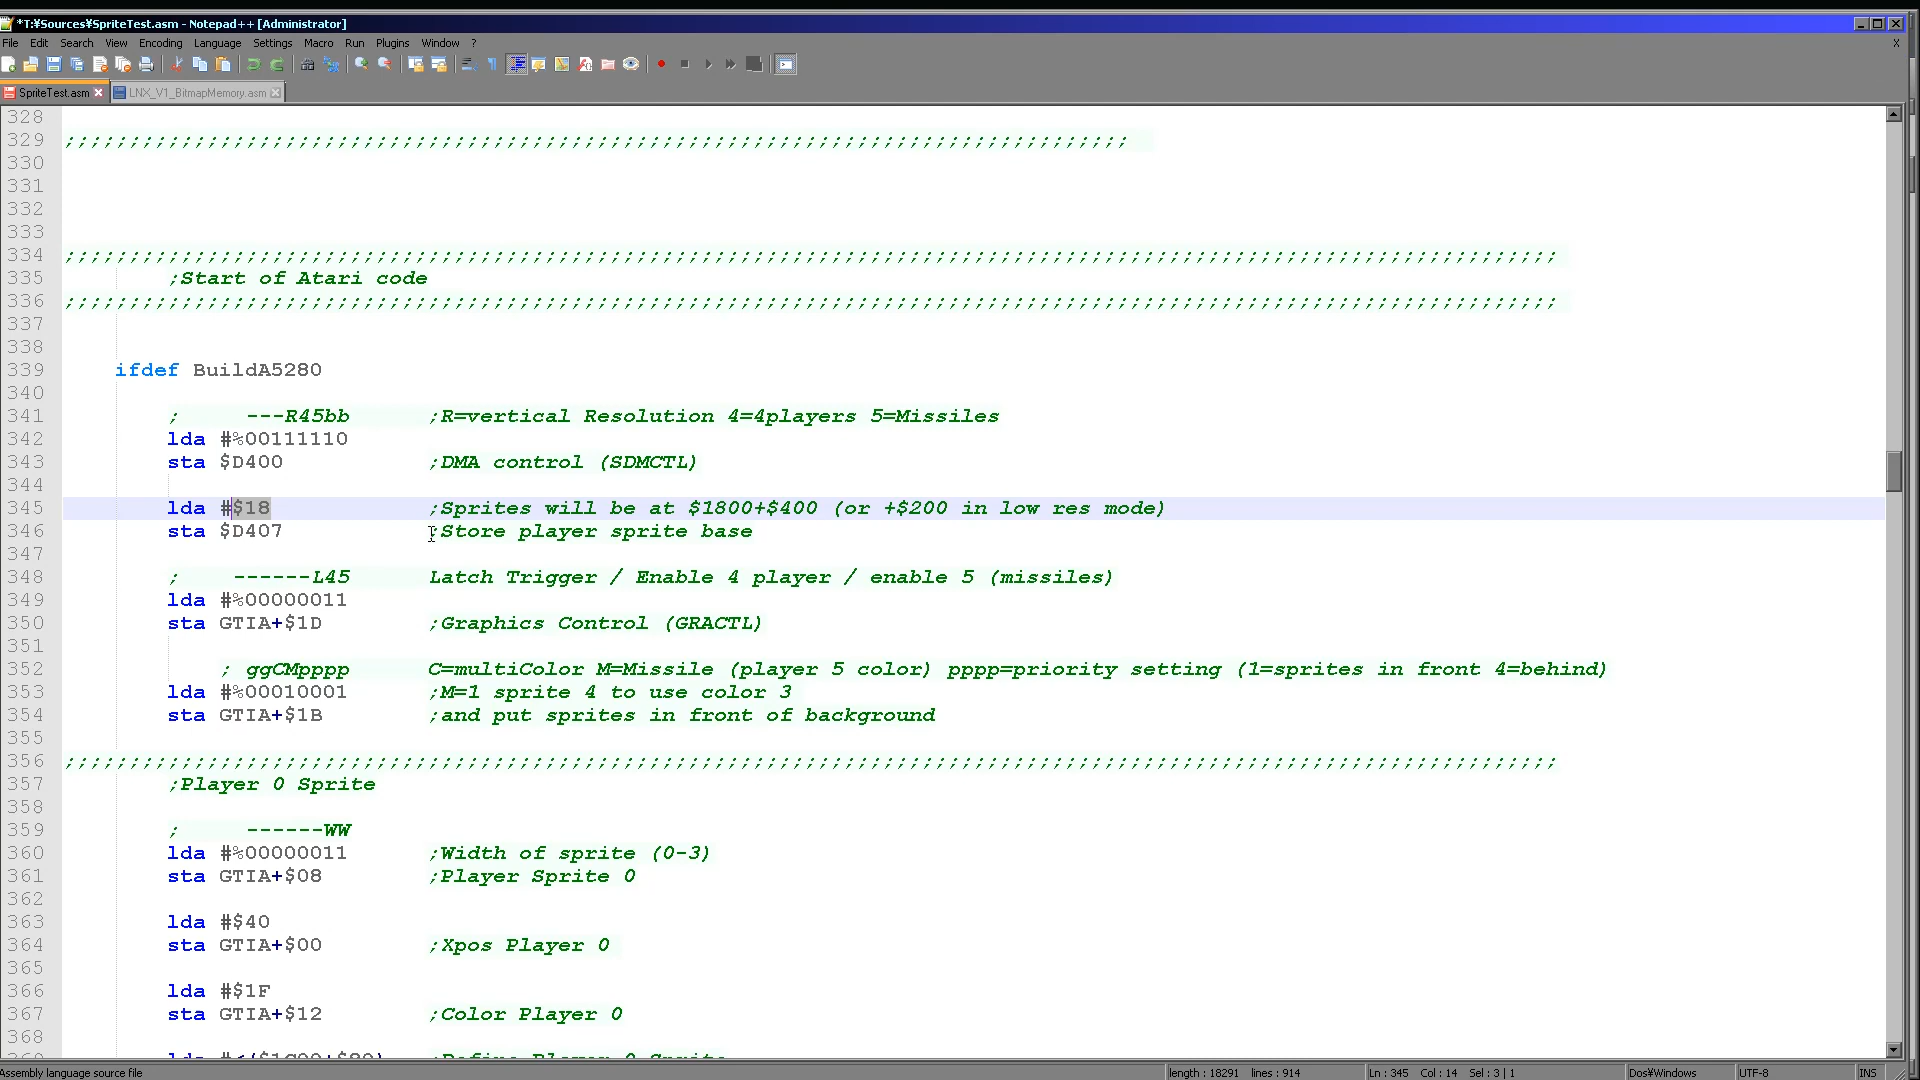 *T:¥Sources¥SpriteTest.asm - Notepad++ [Administrator]
File Edit Search View Encoding Language Settings Macro Run Plugins Window ?
X
SpriteTest.asm LNX_V1_BitmapMemory.asm
328
329 ;;;;;;;;;;;;;;;;;;;;;;;;;;;;;;;;;;;;;;;;;;;;;;;;;;;;;;;;;;;;;;;;;;;;;;;;;;;;;;;;;;
330
331
332
333
334 ;;;;;;;;;;;;;;;;;;;;;;;;;;;;;;;;;;;;;;;;;;;;;;;;;;;;;;;;;;;;;;;;;;;;;;;;;;;;;;;;;;;;;;;;;;;;;;;;;;;;;;;;;;;;;;;;;;;
335 ;Start of Atari code
336 ;;;;;;;;;;;;;;;;;;;;;;;;;;;;;;;;;;;;;;;;;;;;;;;;;;;;;;;;;;;;;;;;;;;;;;;;;;;;;;;;;;;;;;;;;;;;;;;;;;;;;;;;;;;;;;;;;;;
337
338
339 ifdef BuildA5280
340
341 ; ---R45bb ;R=vertical Resolution 4=4players 5=Missiles
342 lda #%00111110
343 sta $D400 ;DMA control (SDMCTL)
344
345 lda #$18 ;Sprites will be at $1800+$400 (or +$200 in low res mode)
346 sta $D407 ;Store player sprite base
347
348 ; ------L45 Latch Trigger / Enable 4 player / enable 5 (missiles)
349 lda #%00000011
350 sta GTIA+$1D ;Graphics Control (GRACTL)
351
352 ; ggCMpppp C=multiColor M=Missile (player 5 color) pppp=priority setting (1=sprites in front 4=behind)
353 lda #%00010001 ;M=1 sprite 4 to use color 3
354 sta GTIA+$1B ;and put sprites in front of background
355
356 ;;;;;;;;;;;;;;;;;;;;;;;;;;;;;;;;;;;;;;;;;;;;;;;;;;;;;;;;;;;;;;;;;;;;;;;;;;;;;;;;;;;;;;;;;;;;;;;;;;;;;;;;;;;;;;;;;;;
357 ;Player 0 Sprite
358
359 ; ------WW
360 lda #%00000011 ;Width of sprite (0-3)
361 sta GTIA+$08 ;Player Sprite 0
362
363 lda #$40
364 sta GTIA+$00 ;Xpos Player 0
365
366 lda #$1F
367 sta GTIA+$12 ;Color Player 0
368
369 lda #<($1C00+$80) ;Define Player 0 Sprite
Assembly language source file length : 18291 lines : 914 Ln : 345 Col : 14 Sel : 3 | 1 Dos¥Windows UTF-8 INS